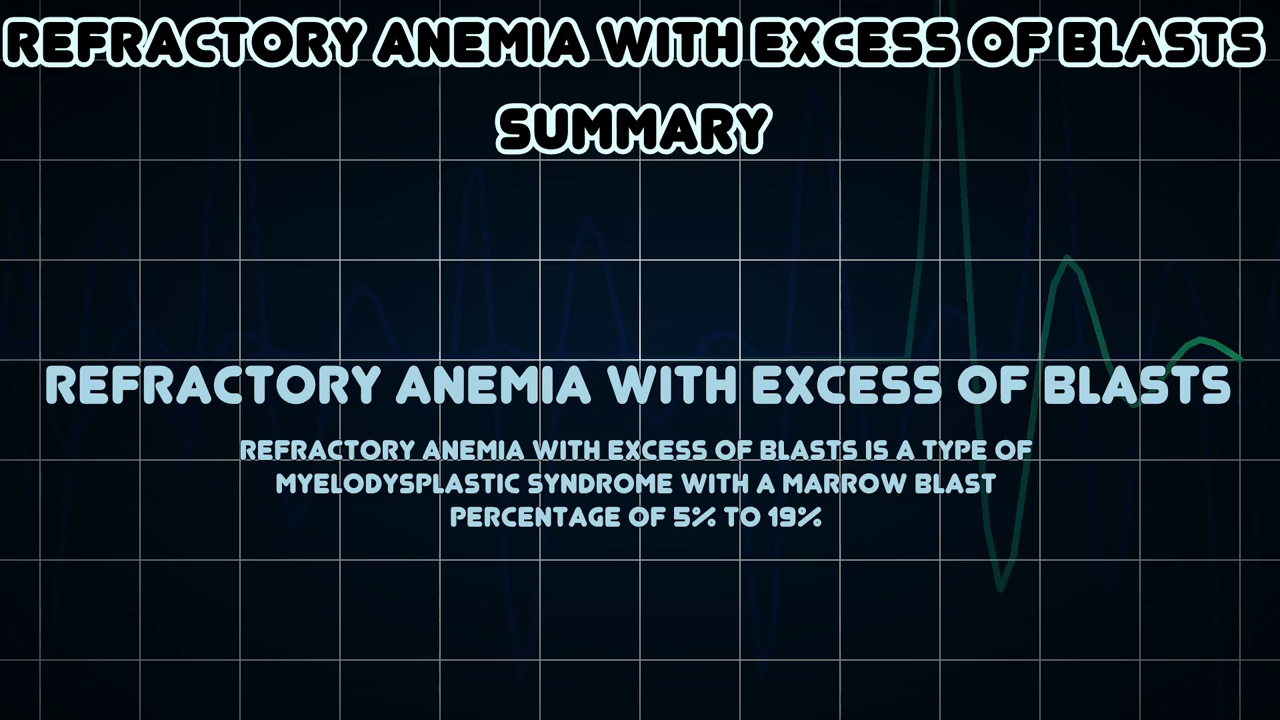 REFRACTORY ANEMIA WITH EXCESS OF BLASTS
SUMMARY
REFRACTORY ANEMIA WITH EXCESS OF BLASTS
REFRACTORY ANEMIA WITH EXCESS OF BLASTS IS A TYPE OF
MYELODYSPLASTIC SYNDROME WITH A MARROW BLAST
PERCENTAGE OF 5% TO 19%